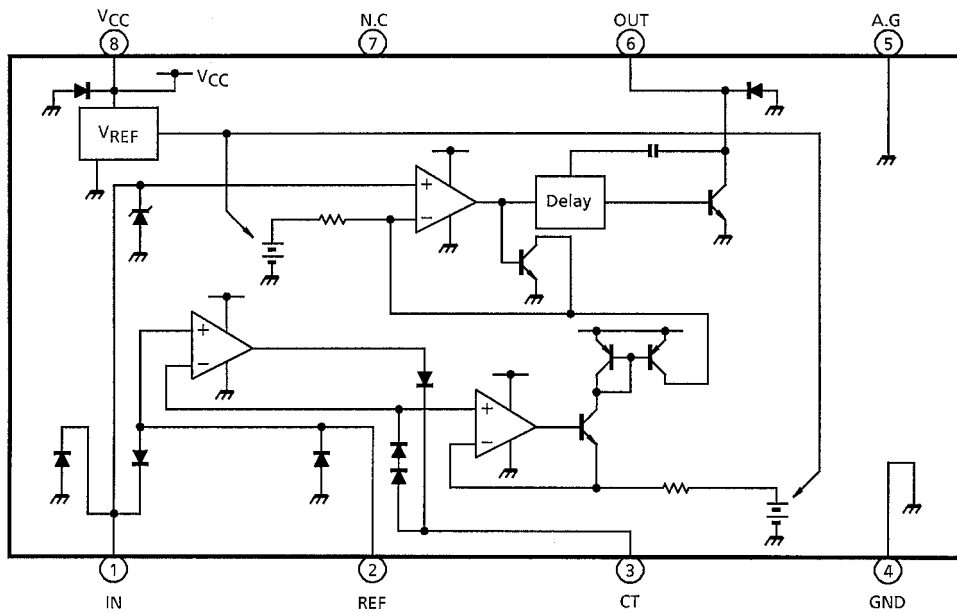 VCC N.C OUT A.G
8 7 6 5
VCC
VREF
+
−
Delay
+
−
+
−
1 2 3 4
IN REF CT GND